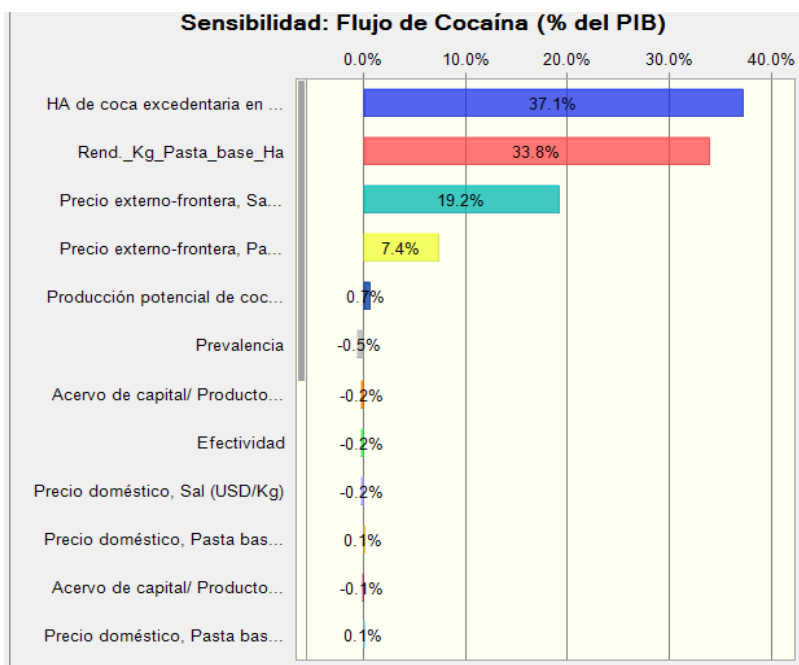 Sensibilidad: Flujo de Cocaína (% del PIB)
0.0% 10.0% 20.0% 30.0% 40.0%
HA de coca excedentaria en ... 37.1%
Rend._Kg_Pasta_base_Ha 33.8%
Precio externo-frontera, Sa... 19.2%
Precio externo-frontera, Pa... 7.4%
Producción potencial de coc... 0.7%
Prevalencia -0.5%
Acervo de capital/ Producto... -0.2%
Efectividad -0.2%
Precio doméstico, Sal (USD/Kg) -0.2%
Precio doméstico, Pasta bas... 0.1%
Acervo de capital/ Producto... -0.1%
Precio doméstico, Pasta bas... 0.1%